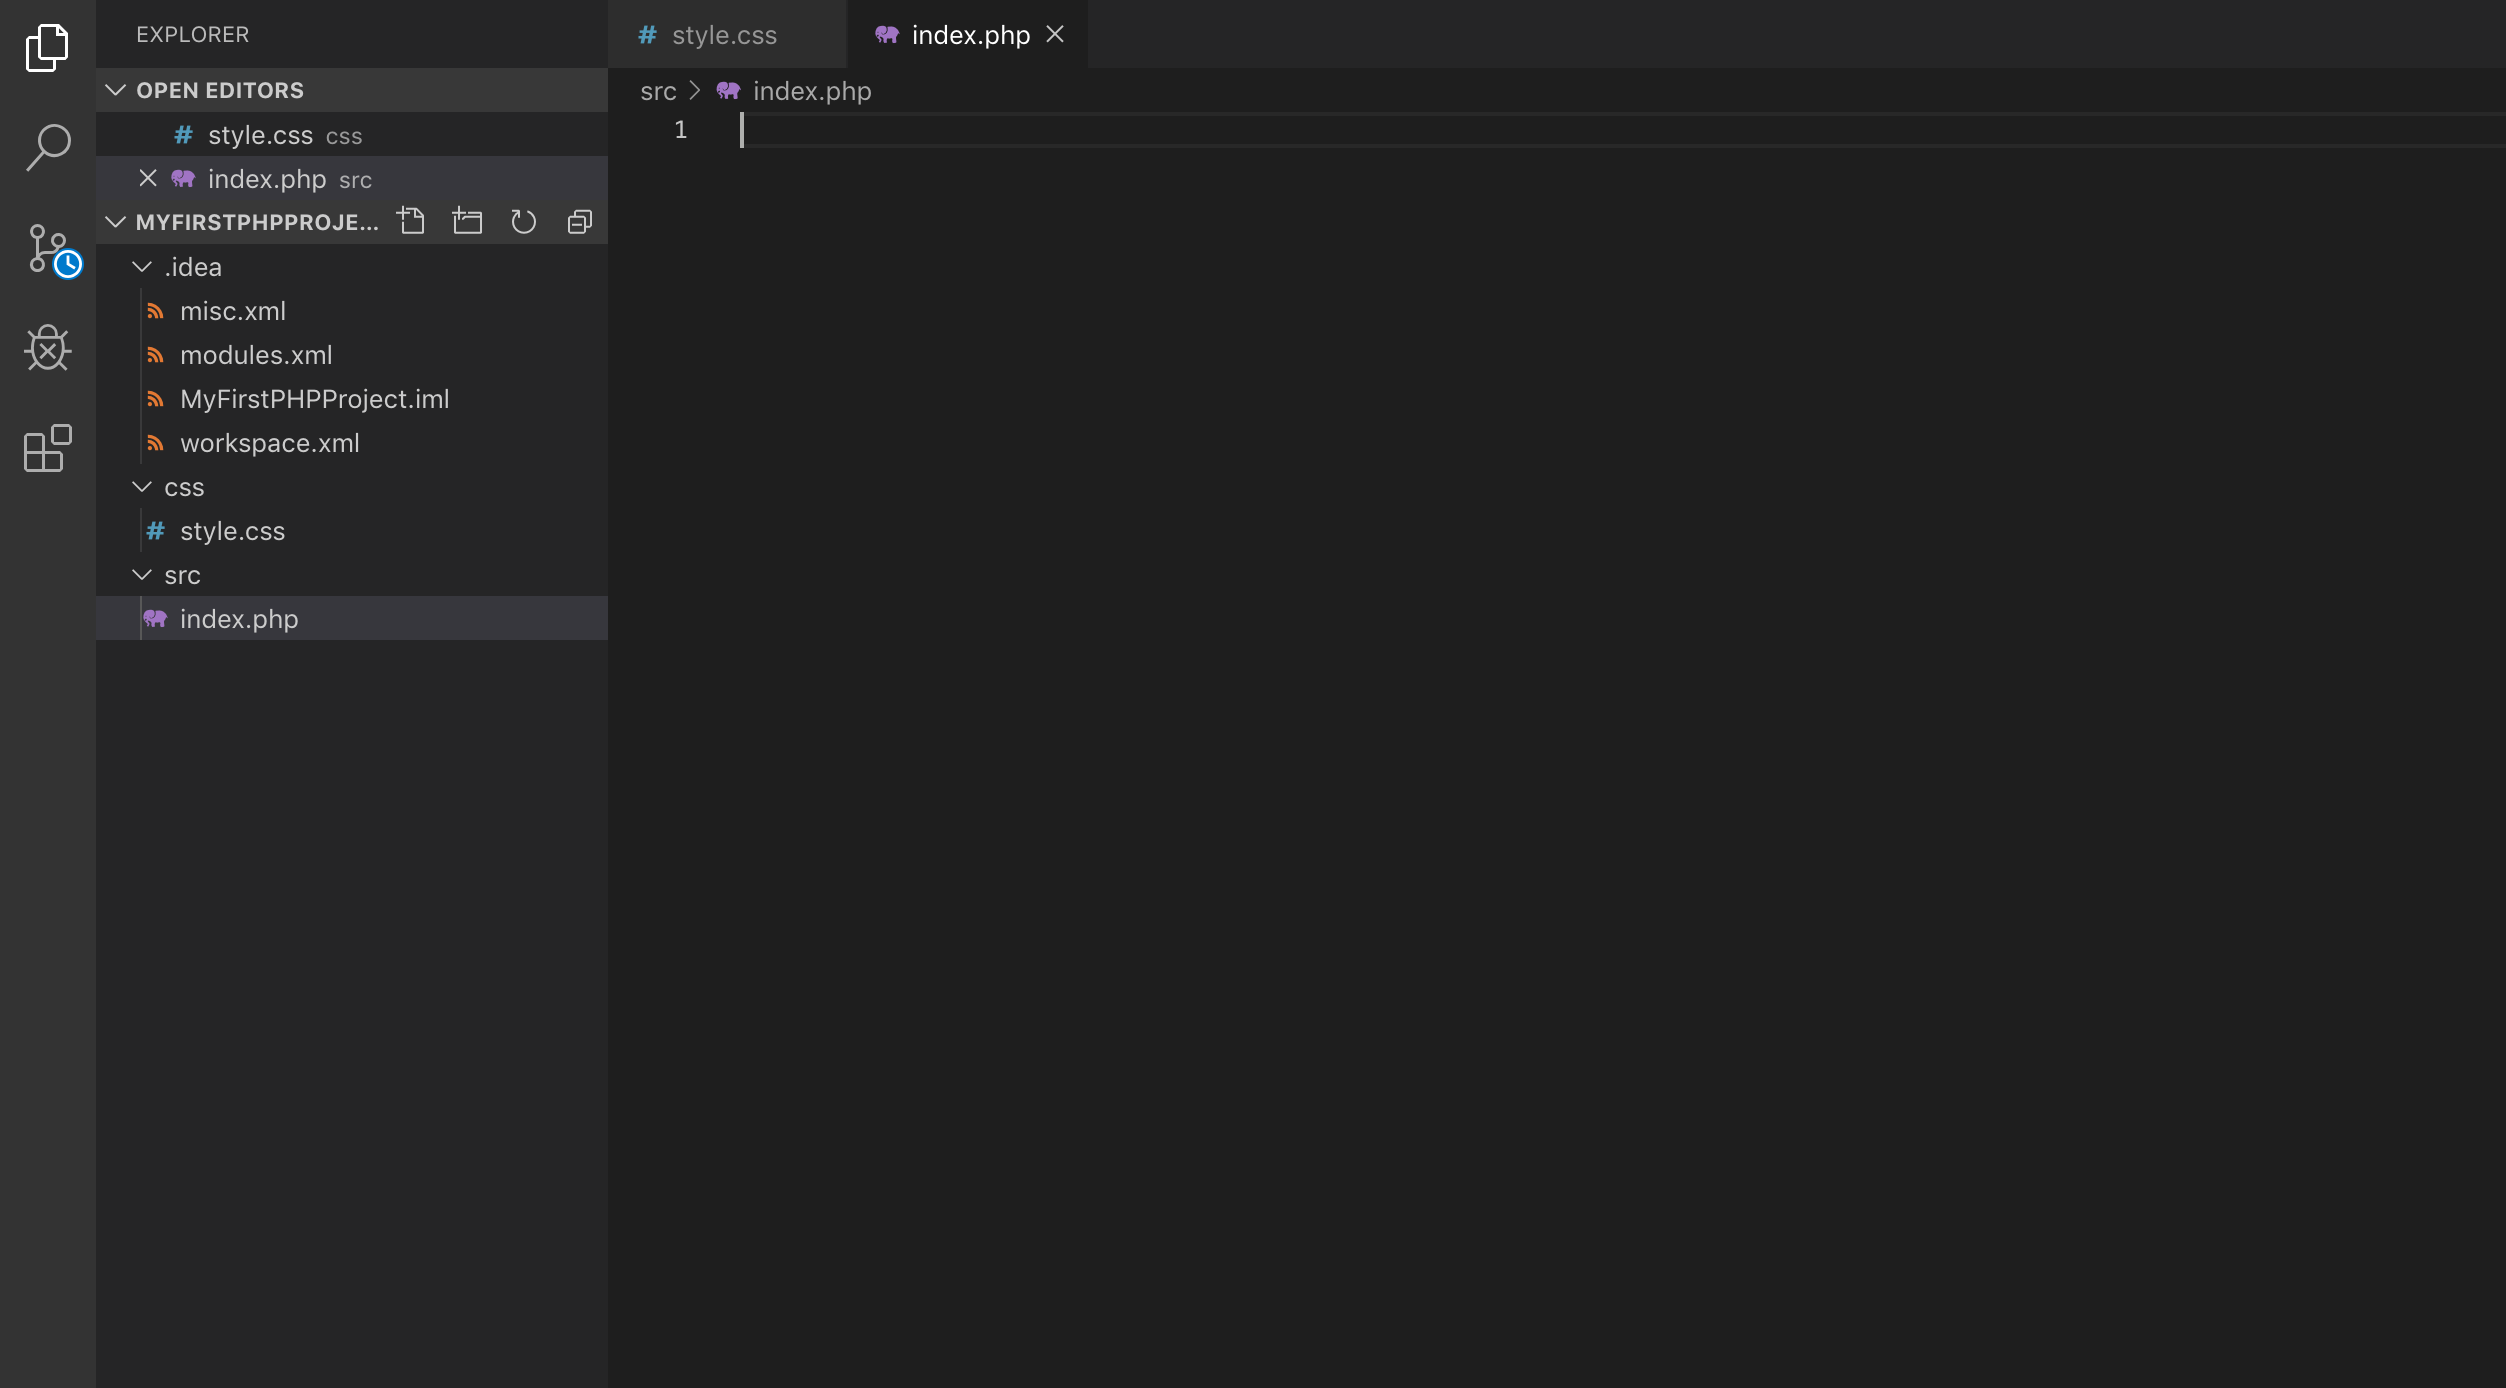 EXPLORER
OPEN EDITORS
# style.css css
index.php src
MYFIRSTPHPPROJE...
.idea
misc.xml
modules.xml
MyFirstPHPProject.iml
workspace.xml
css
# style.css
src
index.php
# style.css
index.php
src > index.php
1